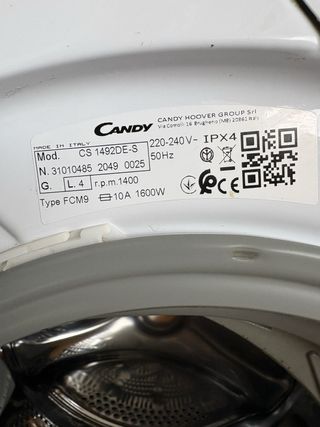 CANDY
CANDY HOOVER GROUP Srl
Via Comolli 16 Brugherio (MB) 20861 Italy
MADE IN ITALY
Mod. CS 1492DE-S
220-240V~ IPX4
50Hz
N. 31010485 2049 0025
G. L. 4 r.p.m. 1400
Type FCM9 10A 1600W
CE